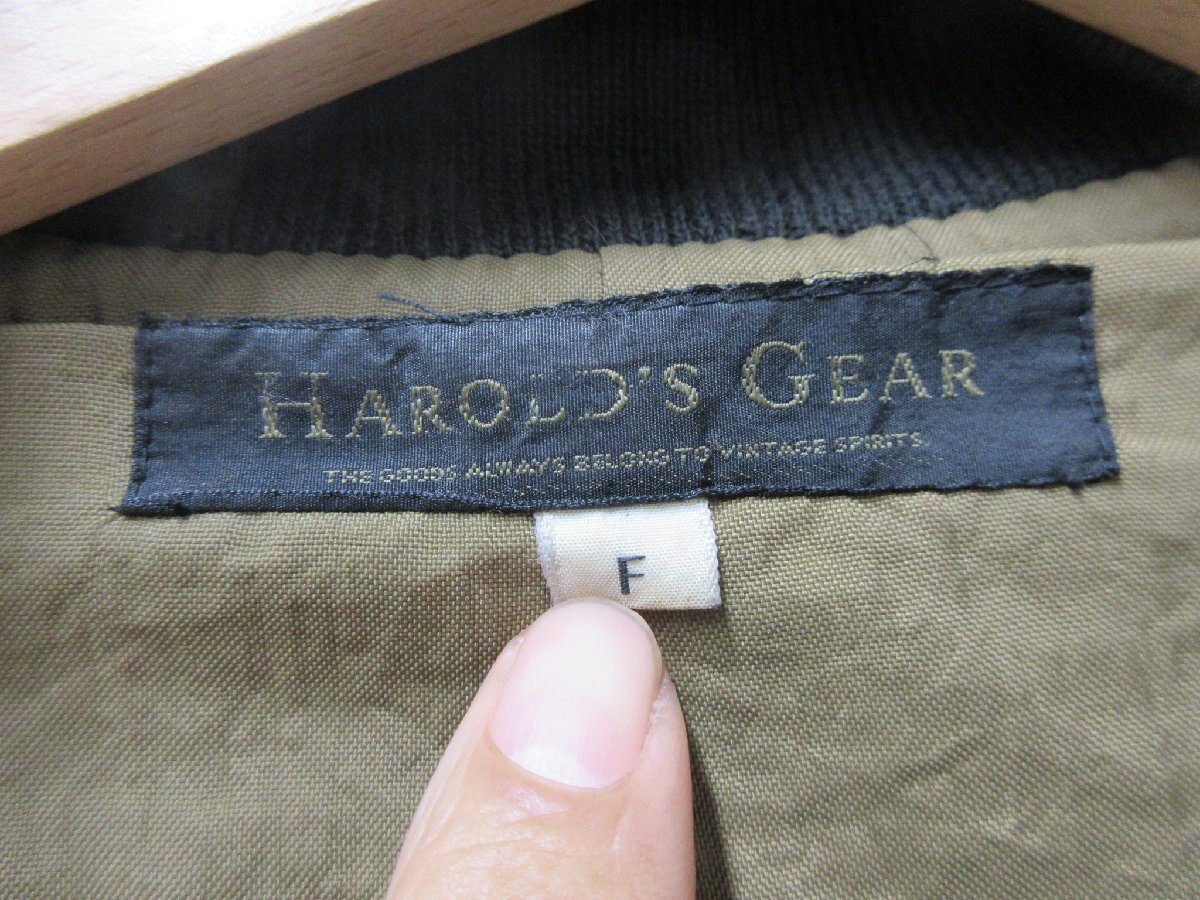 HAROLD'S GEAR
THE GOODS ALWAYS BELONG TO VINTAGE SPIRITS.
F